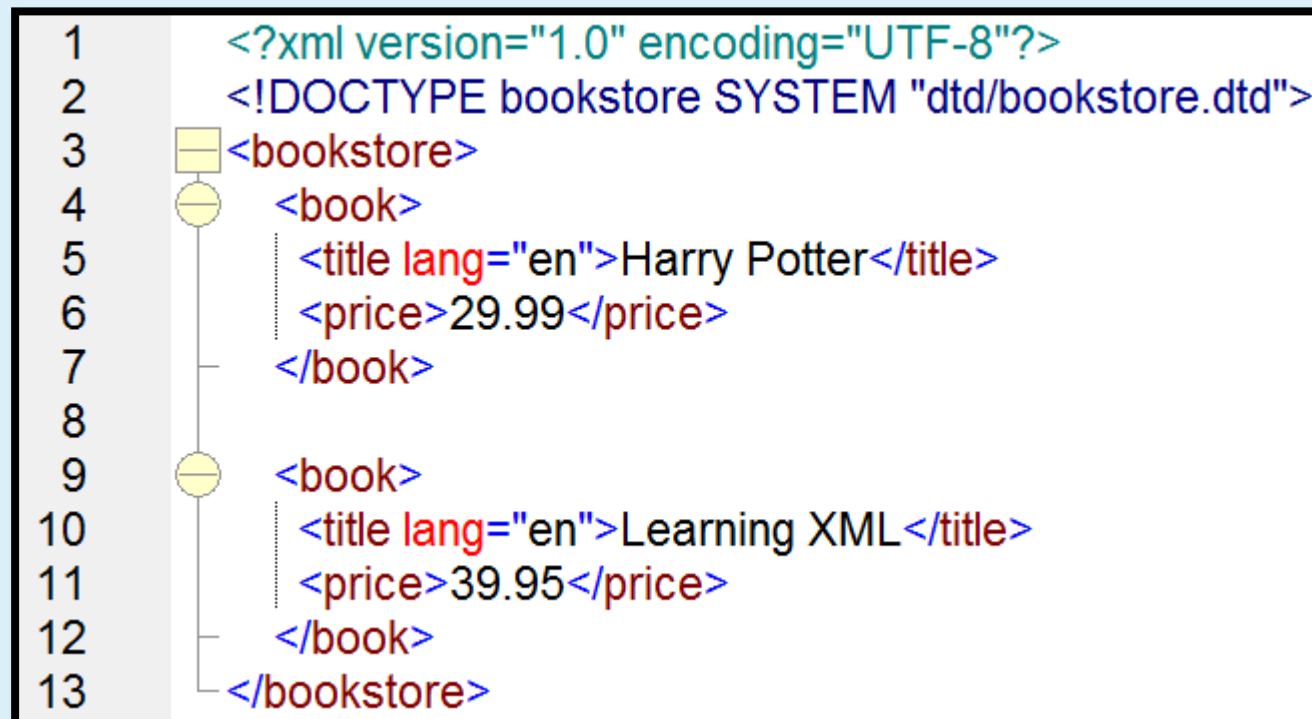 1 <?xml version="1.0" encoding="UTF-8"?>
2 <!DOCTYPE bookstore SYSTEM "dtd/bookstore.dtd">
3 <bookstore>
4 <book>
5 <title lang="en">Harry Potter</title>
6 <price>29.99</price>
7 </book>
8
9 <book>
10 <title lang="en">Learning XML</title>
11 <price>39.95</price>
12 </book>
13 </bookstore>